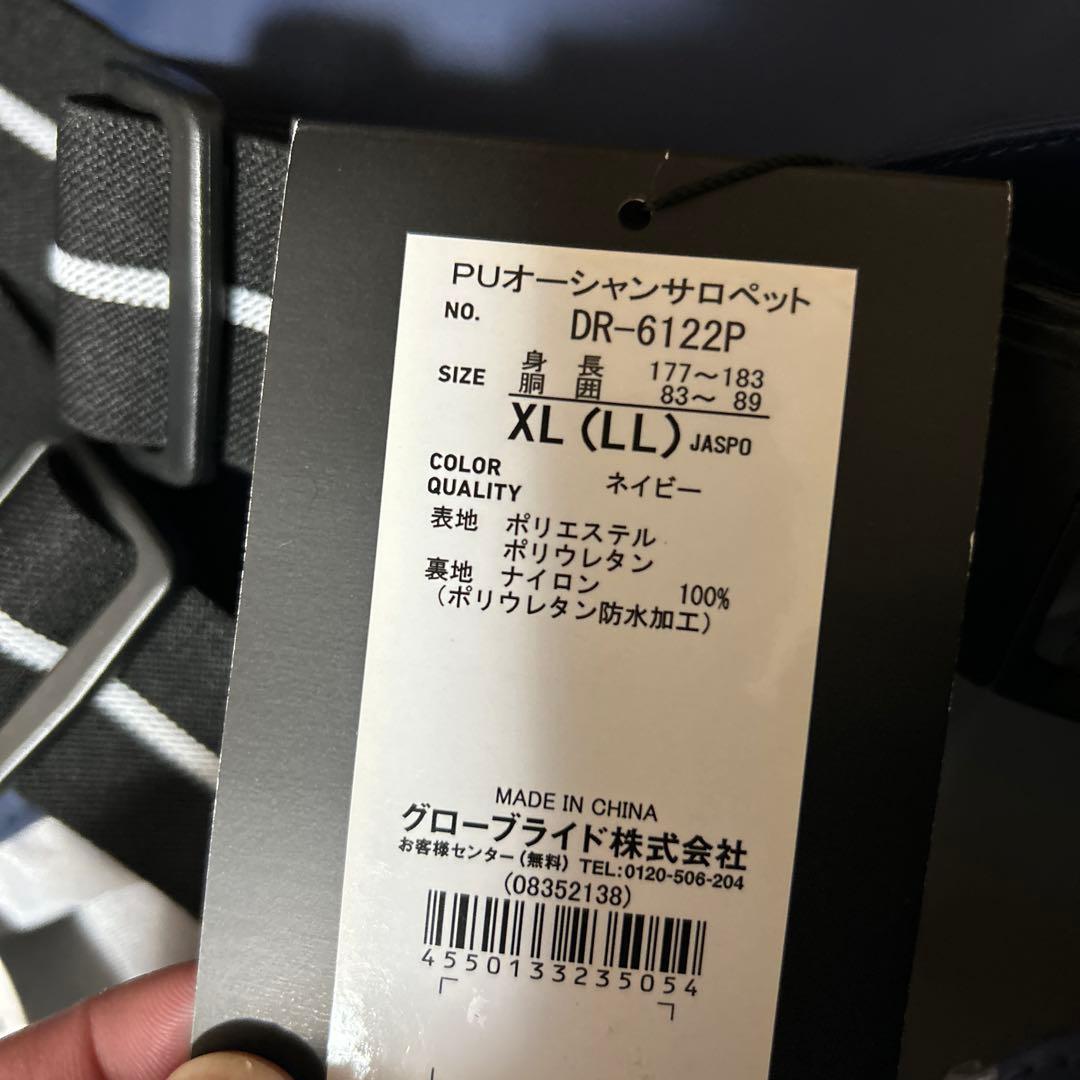 PUオーシャンサロペット
NO. DR-6122P
SIZE 身長 177〜183
胴囲 83〜 89
XL(LL) JASPO
COLOR ネイビー
QUALITY
表地 ポリエステル
ポリウレタン
裏地 ナイロン 100%
(ポリウレタン防水加工)
MADE IN CHINA
グローブライド株式会社
お客様センター(無料) TEL:0120-506-204
(08352138)
4550133235054